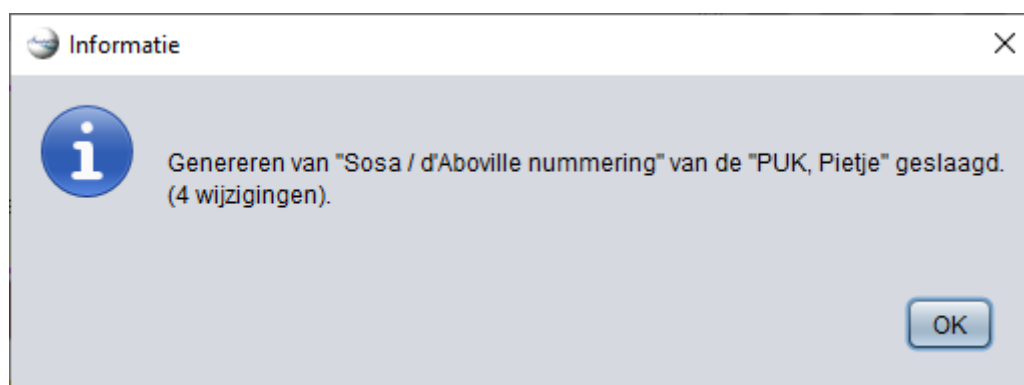 Informatie
Genereren van "Sosa / d'Aboville nummering" van de "PUK, Pietje" geslaagd.
(4 wijzigingen).
OK